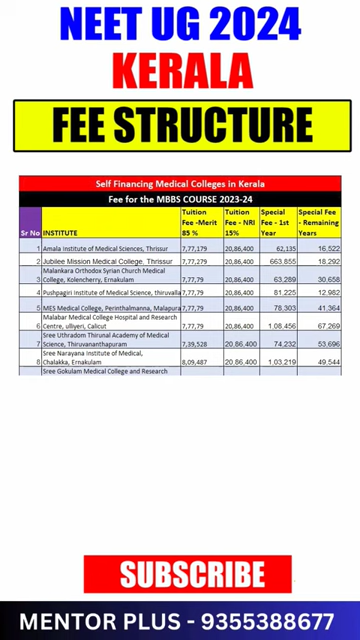 NEET UG 2024
KERALA
FEE STRUCTURE
Self Financing Medical Colleges in Kerala
Fee for the MBBS COURSE 2023-24
Sr No INSTITUTE Tuition Fee -Merit 85 % Tuition Fee - NRI 15% Special Fee - 1st Year Special Fee - Remaining Years
1 Amala Institute of Medical Sciences, Thrissur 7,77,179 20,86,400 62,135 16,522
2 Jubilee Mission Medical College, Thrissur 7,77,279 20,86,400 663,855 18,292
Malankara Orthodox Syrian Church Medical
3 College, Kolencherry, Ernakulam 7,77,79 20,86,400 63,289 30,658
4 Pushpagiri Institute of Medical Science, thiruvalla 7,77,79 20,86,400 81,225 12,982
5 MES Medical College, Perinthalmanna, Malapura 7,77,79 20,86,400 78,303 41,364
Malabar Medical College Hospital and Research
6 Centre, ulliyeri, Calicut 7,77,79 20,86,400 1,08,456 67,269
Sree Uthradom Thirunal Academy of Medical
7 Science, Thiruvananthapuram 7,39,528 20,86,400 74,232 53,696
Sree Narayana Institute of Medical,
8 Chalakka, Ernakulam 8,09,487 20,86,400 1,03,219 49,544
Sree Gokulam Medical College and Research
SUBSCRIBE
MENTOR PLUS - 9355388677